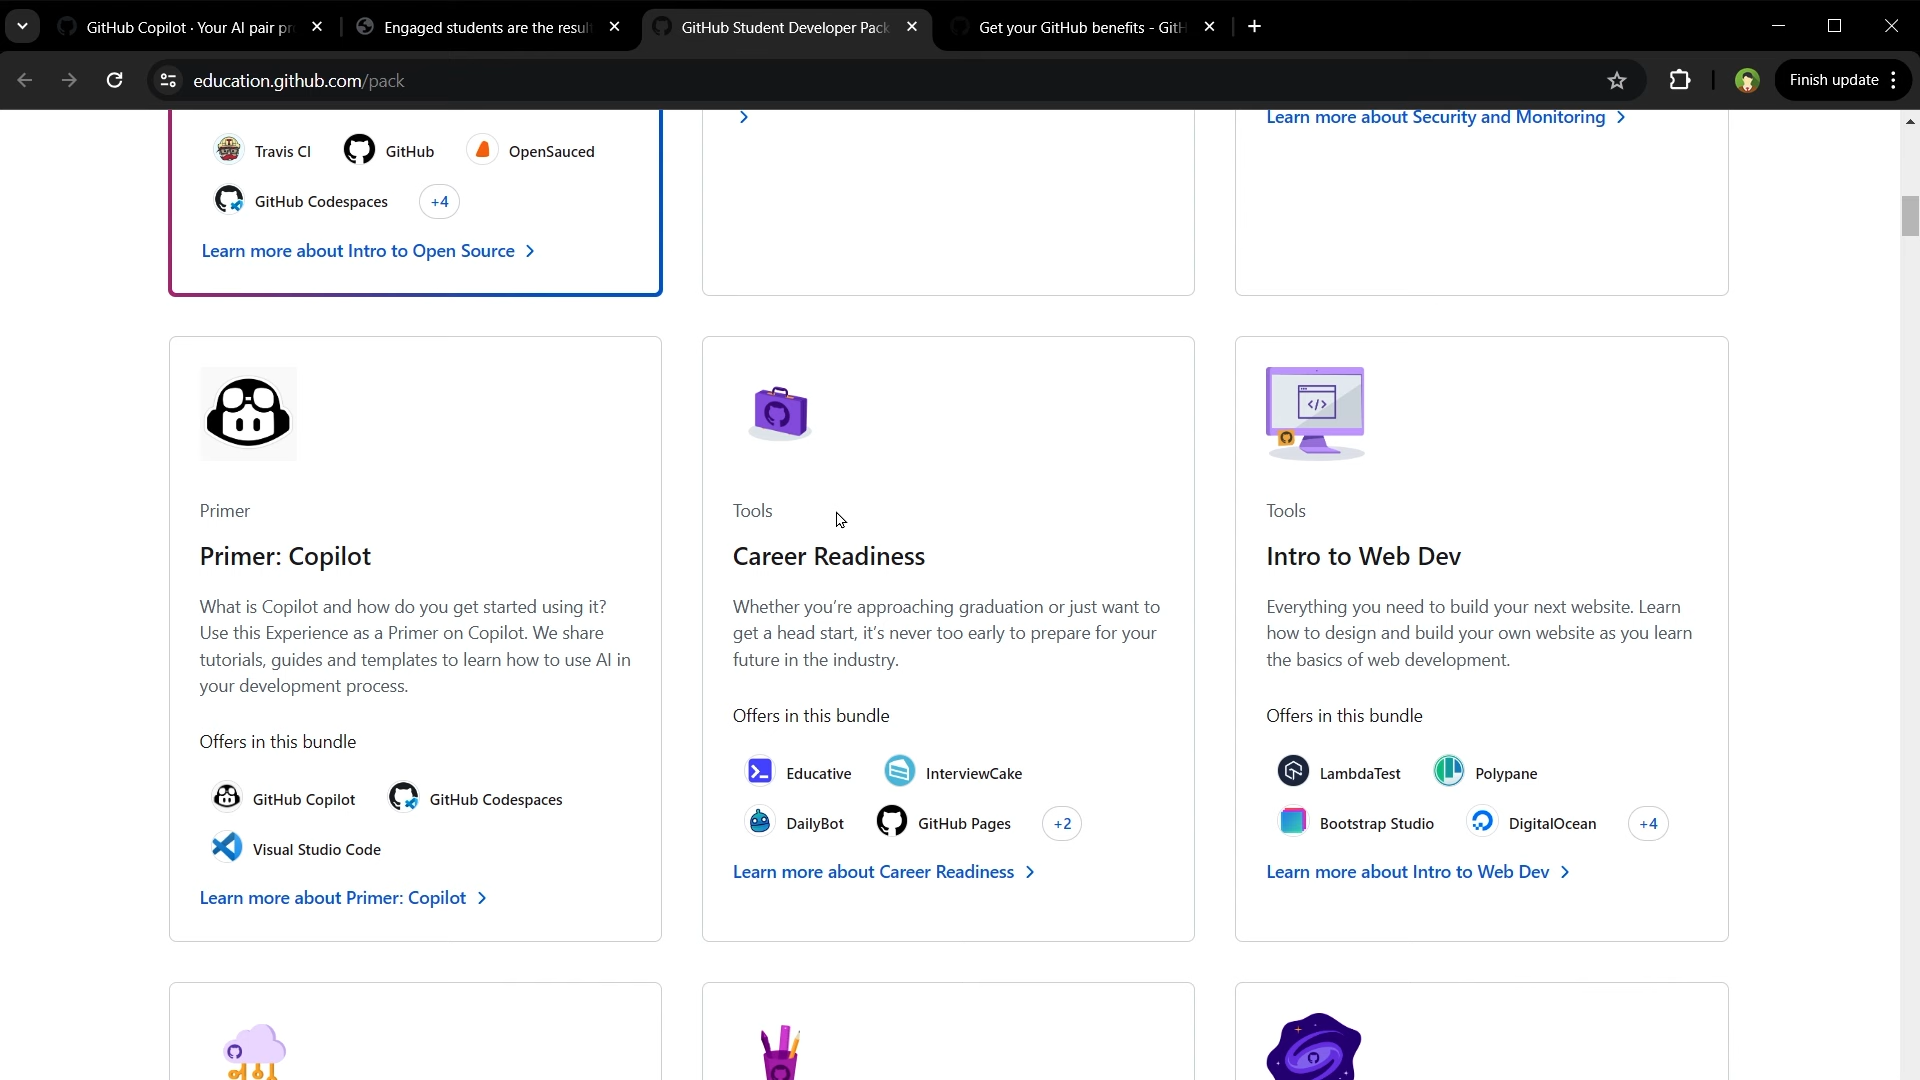 GitHub Copilot · Your AI pair pr
Engaged students are the resul
GitHub Student Developer Pack
Get your GitHub benefits - GitH
education.github.com/pack
Finish update
Travis CI
GitHub
OpenSauced
GitHub Codespaces
+4
Learn more about Intro to Open Source
Learn more about Security and Monitoring
Primer
Primer: Copilot
What is Copilot and how do you get started using it?
Use this Experience as a Primer on Copilot. We share
tutorials, guides and templates to learn how to use AI in
your development process.
Offers in this bundle
GitHub Copilot
GitHub Codespaces
Visual Studio Code
Learn more about Primer: Copilot
Tools
Career Readiness
Whether you're approaching graduation or just want to
get a head start, it's never too early to prepare for your
future in the industry.
Offers in this bundle
Educative
InterviewCake
DailyBot
GitHub Pages
+2
Learn more about Career Readiness
Tools
Intro to Web Dev
Everything you need to build your next website. Learn
how to design and build your own website as you learn
the basics of web development.
Offers in this bundle
LambdaTest
Polypane
Bootstrap Studio
DigitalOcean
+4
Learn more about Intro to Web Dev